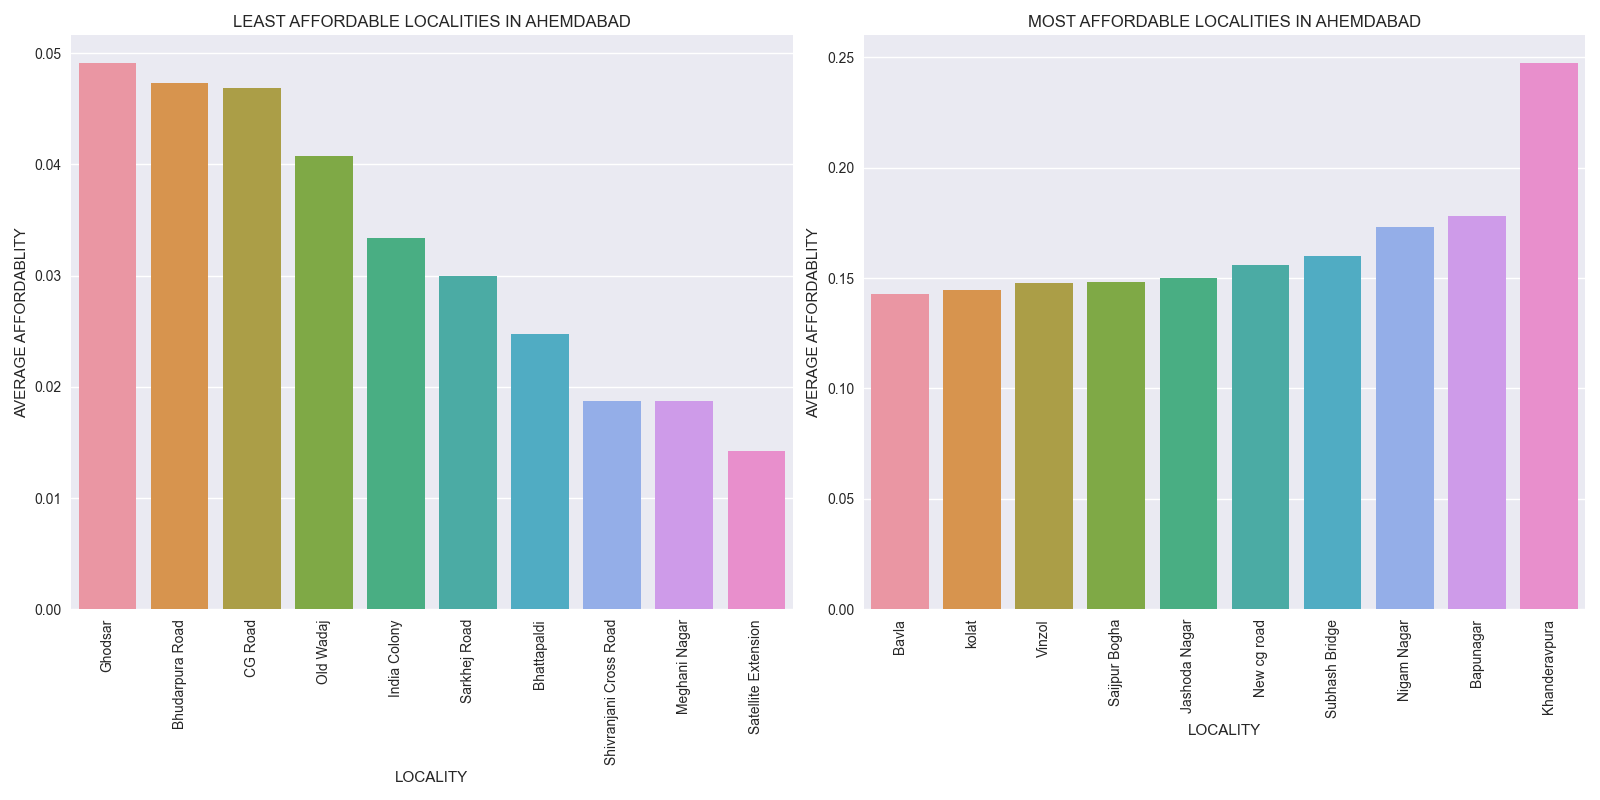 LEAST AFFORDABLE LOCALITIES IN AHEMDABAD
AVERAGE AFFORDABLITY
0.05
0.04
0.03
0.02
0.01
0.00
Ghodsar
Bhudarpura Road
CG Road
Old Wadaj
India Colony
Sarkhej Road
Bhattapaldi
Shivranjani Cross Road
Meghani Nagar
Satellite Extension
LOCALITY
MOST AFFORDABLE LOCALITIES IN AHEMDABAD
AVERAGE AFFORDABLITY
0.25
0.20
0.15
0.10
0.05
0.00
Bavla
kolat
Vinzol
Saijpur Bogha
Jashoda Nagar
New cg road
Subhash Bridge
Nigam Nagar
Bapunagar
Khanderavpura
LOCALITY